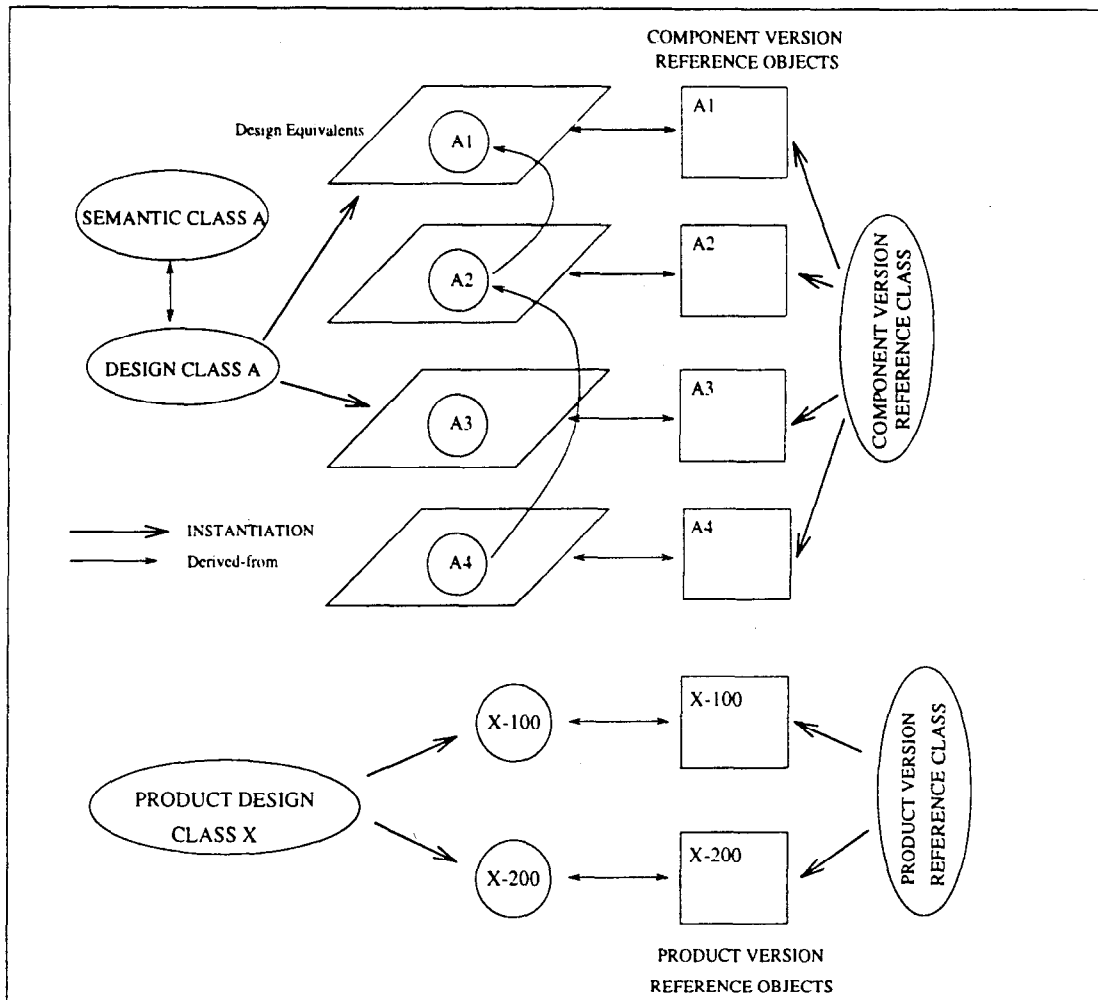 COMPONENT VERSION
REFERENCE OBJECTS
Design Equivalents
A1
A1
SEMANTIC CLASS A
A2
A2
DESIGN CLASS A
A3
A3
COMPONENT VERSION
REFERENCE CLASS
INSTANTIATION
Derived-from
A4
A4
X-100
X-100
PRODUCT DESIGN
CLASS X
X-200
X-200
PRODUCT VERSION
REFERENCE CLASS
PRODUCT VERSION
REFERENCE OBJECTS